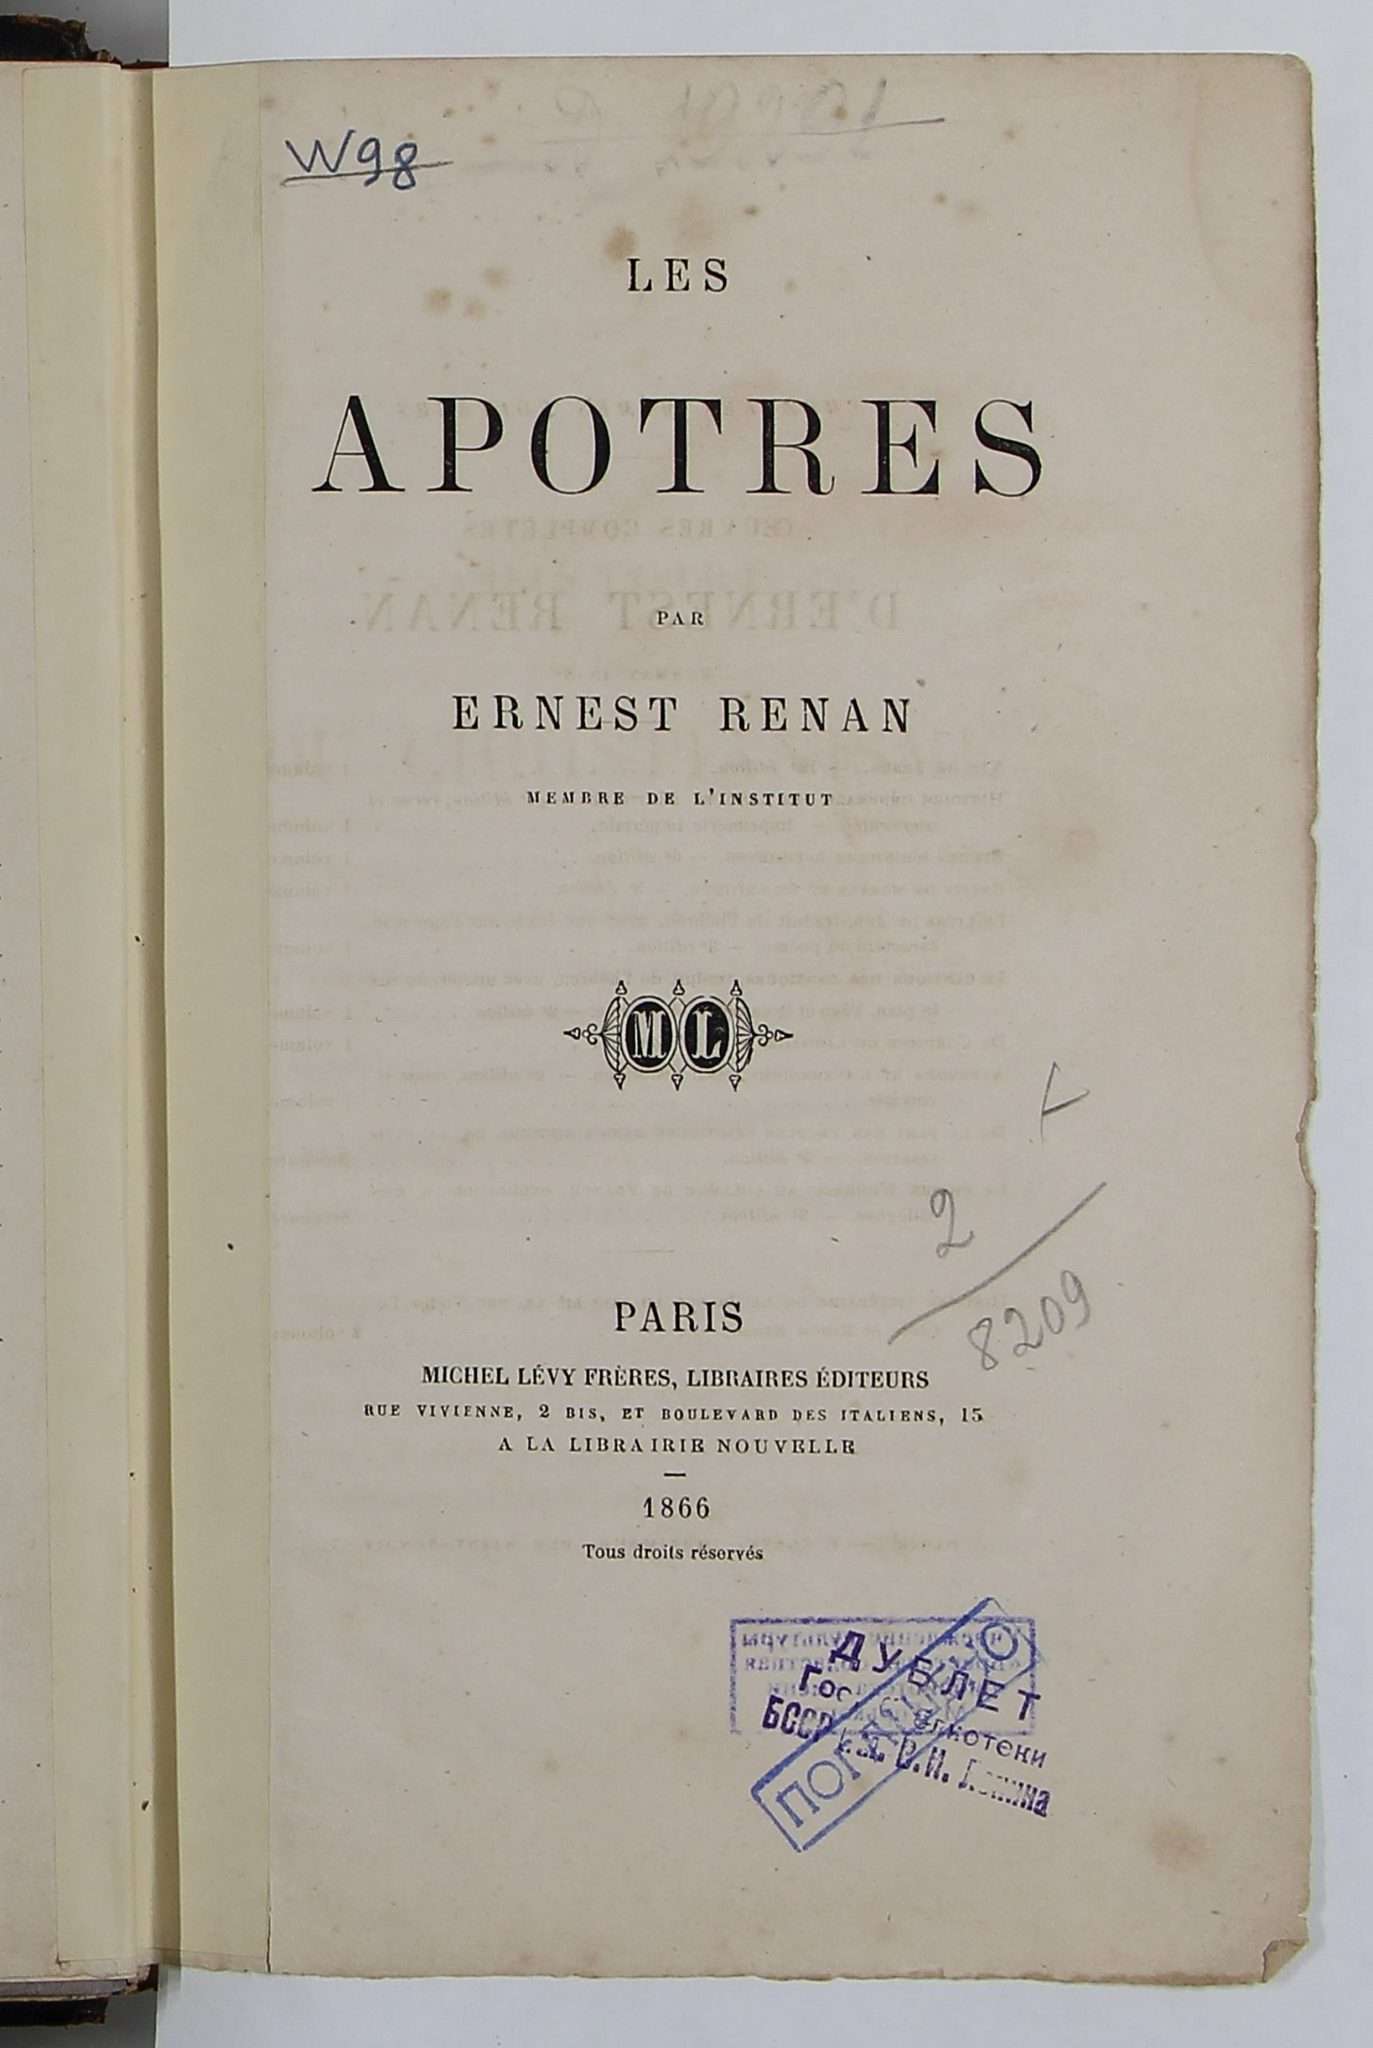 W98
LES
APOTRES
PAR
ERNEST RENAN
MEMBRE DE L'INSTITUT
ML
2
8209
PARIS
MICHEL LÉVY FRÈRES, LIBRAIRES ÉDITEURS
RUE VIVIENNE, 2 BIS, ET BOULEVARD DES ITALIENS, 15
A LA LIBRAIRIE NOUVELLE
1866
Tous droits réservés
ДУБЛЕТ
БССР В.И.